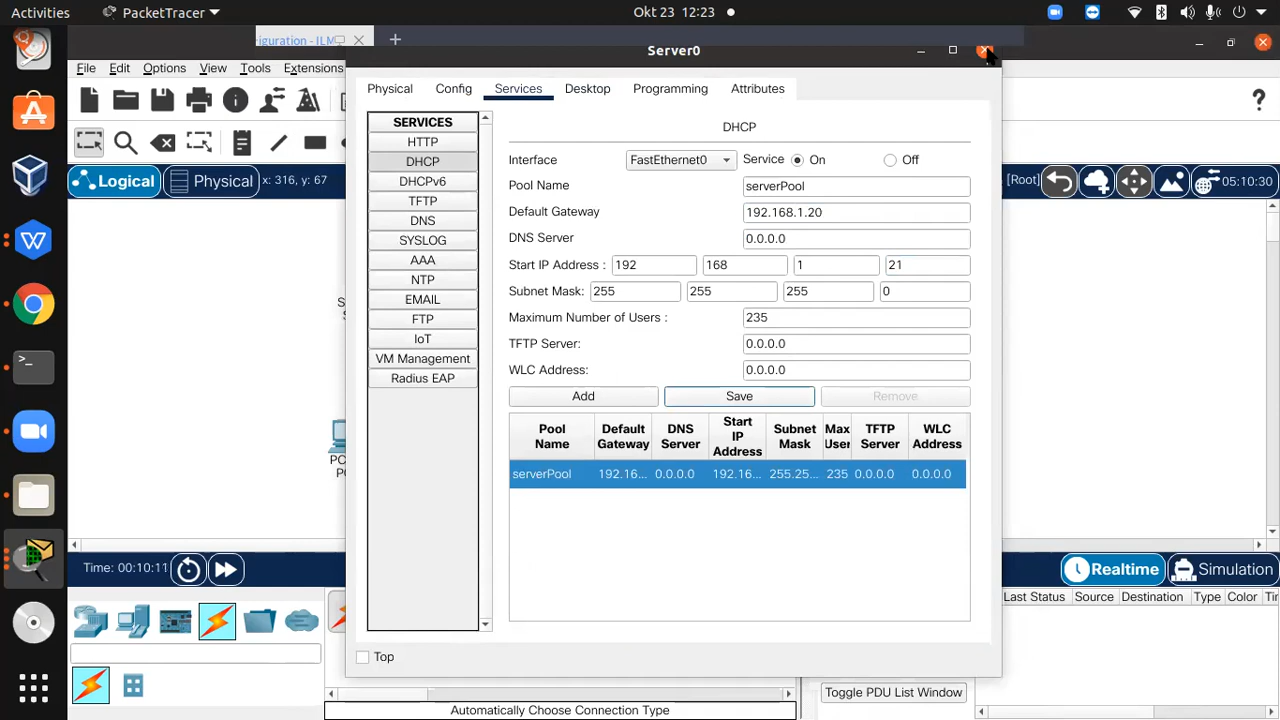 Activities
PacketTracer
Okt 23 12:23
iguration - ILM
Server0
File Edit Options View Tools Extensions
Physical Config Services Desktop Programming Attributes
Logical
Physical
x: 316, y: 67
[Root]
05:10:30
SERVICES
HTTP
DHCP
DHCPv6
TFTP
DNS
SYSLOG
AAA
NTP
EMAIL
FTP
IoT
VM Management
Radius EAP
DHCP
Interface FastEthernet0 Service On Off
Pool Name serverPool
Default Gateway 192.168.1.20
DNS Server 0.0.0.0
Start IP Address : 192 168 1 21
Subnet Mask: 255 255 255 0
Maximum Number of Users : 235
TFTP Server: 0.0.0.0
WLC Address: 0.0.0.0
Add Save Remove
Pool Name Default Gateway DNS Server Start IP Address Subnet Mask Max User TFTP Server WLC Address
serverPool 192.16... 0.0.0.0 192.16... 255.25... 235 0.0.0.0 0.0.0.0
Top
PC
Time: 00:10:11
Realtime
Simulation
Last Status Source Destination Type Color
Toggle PDU List Window
Automatically Choose Connection Type